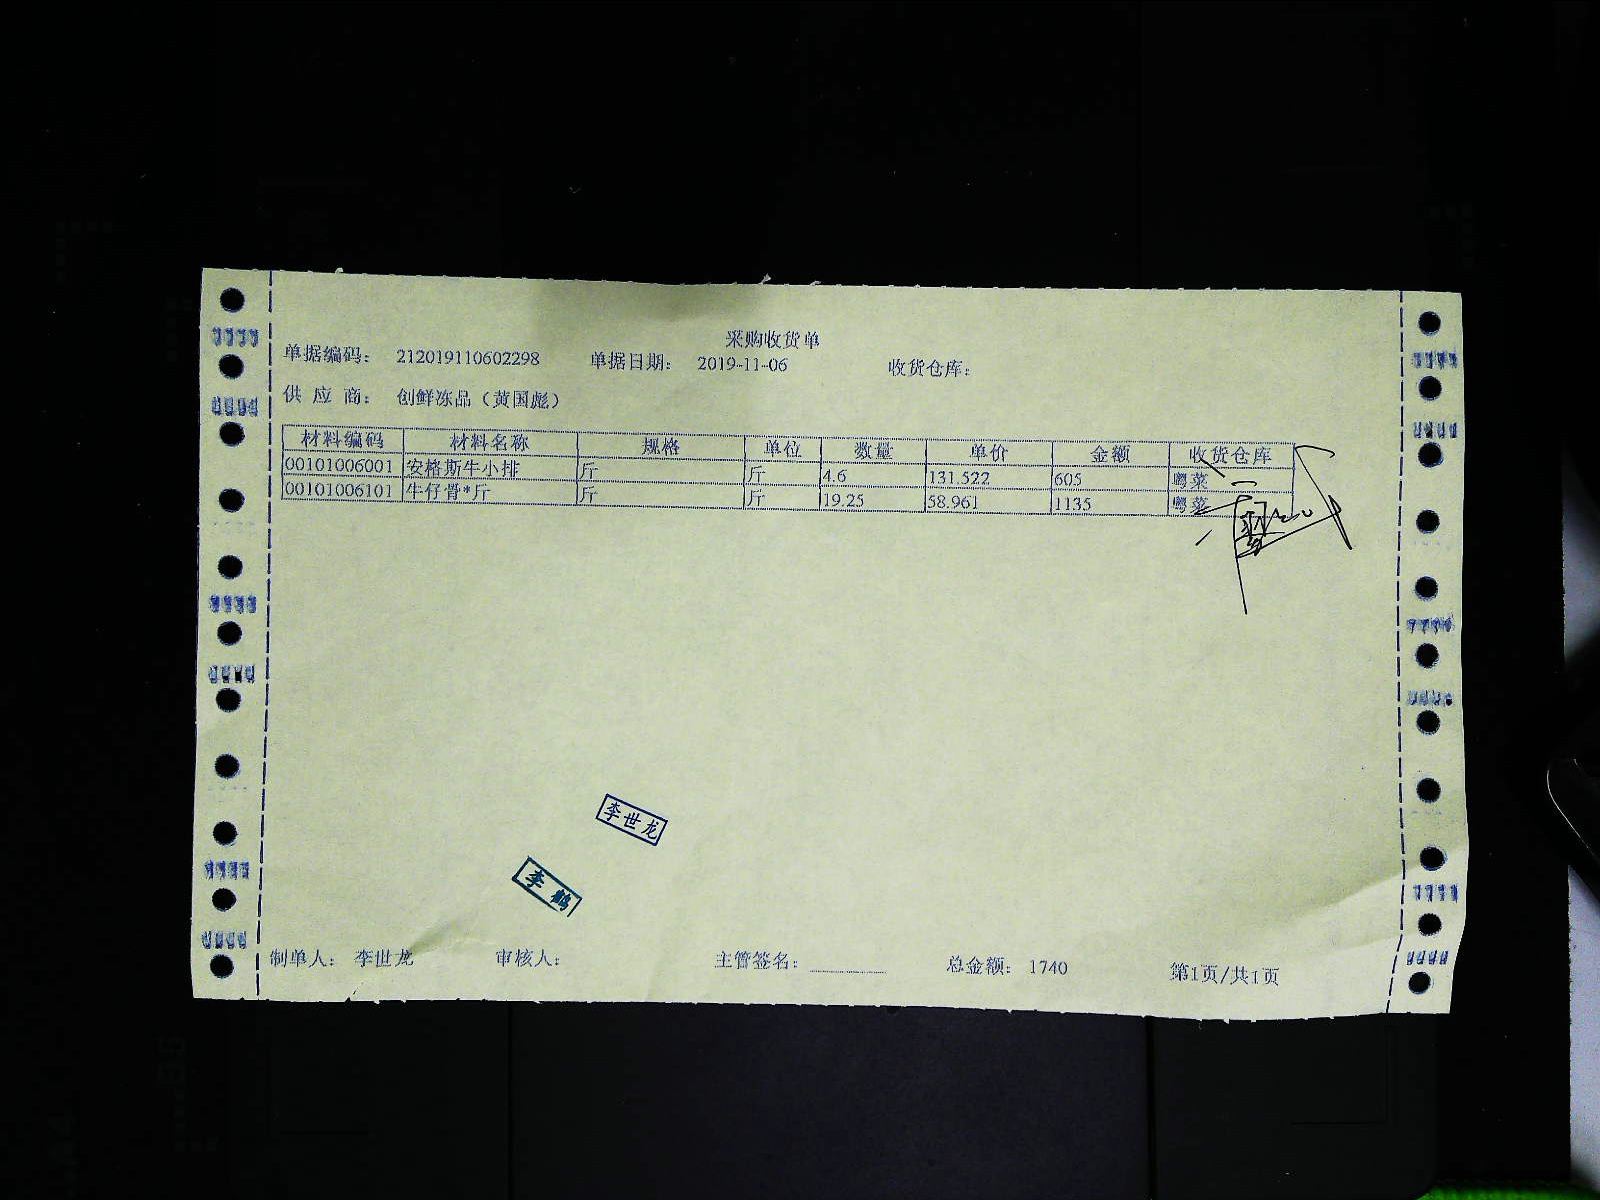 采购收货单
单据编码： 212019110602298 单据日期： 2019-11-06 收货仓库：
供 应 商： 创鲜冻品（黄国彪）
材料编码 材料名称 规格 单位 数量 单价 金额 收货仓库
00101006001 安格斯牛小排 斤 斤 4.6 131.522 605 粤菜
00101006101 牛仔骨*斤 斤 斤 19.25 58.961 1135 粤菜
李世龙
李鹤
制单人： 李世龙 审核人： 主管签名：________ 总金额： 1740 第1页/共1页